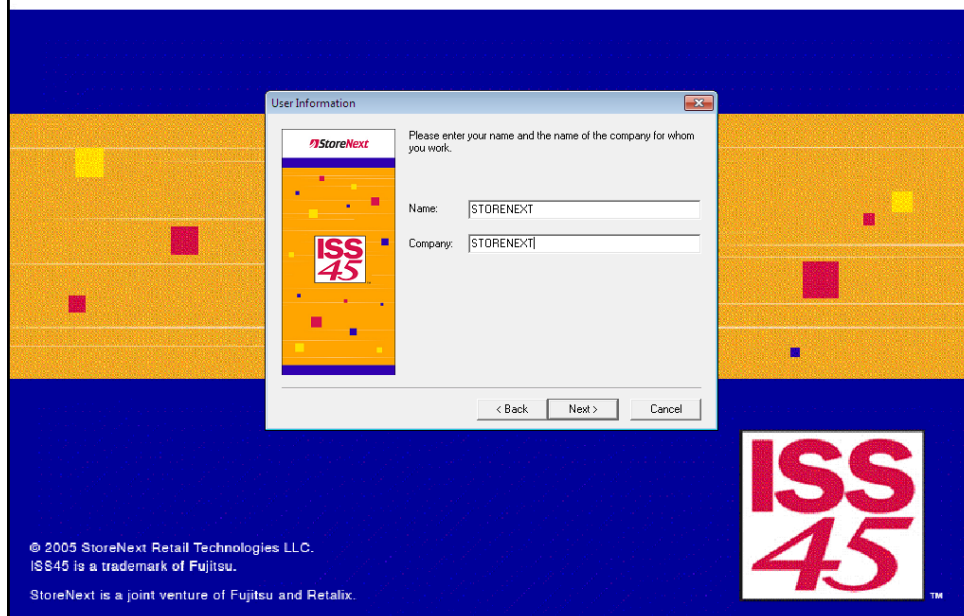 User Information
StoreNext
Please enter your name and the name of the company for whom
you work.
Name: STORENEXT
Company: STORENEXT
ISS
45
< Back Next > Cancel
ISS
45
TM
© 2005 StoreNext Retail Technologies LLC.
ISS45 is a trademark of Fujitsu.
StoreNext is a joint venture of Fujitsu and Retalix.